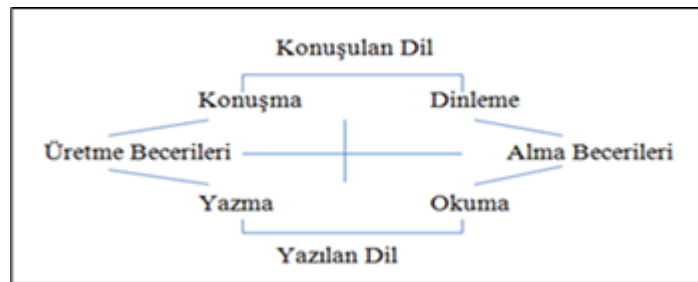 Konuşulan Dil
Konuşma Dinleme
Üretme Becerileri Alma Becerileri
Yazma Okuma
Yazılan Dil